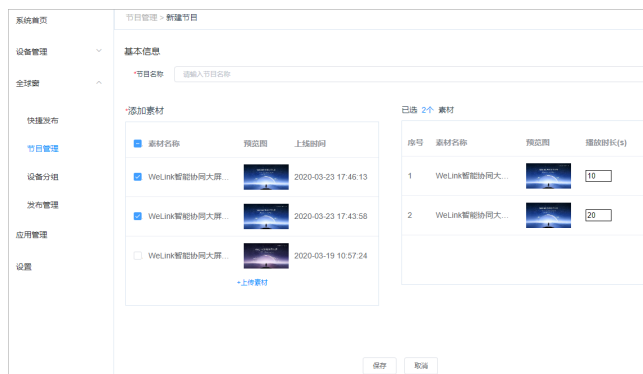 系统首页
节目管理 > 新建节目
设备管理
基本信息
*节目名称 请输入节目名称
全球窗
快捷发布
节目管理
设备分组
发布管理
应用管理
设置
*添加素材
素材名称 预览图 上线时间
WeLink智能协同大屏... 2020-03-23 17:46:13
WeLink智能协同大屏... 2020-03-23 17:43:58
WeLink智能协同大屏... 2020-03-19 10:57:24
+上传素材
已选 2个 素材
序号 素材名称 预览图 播放时长(s)
1 WeLink智能协同大... 10
2 WeLink智能协同大... 20
保存 取消